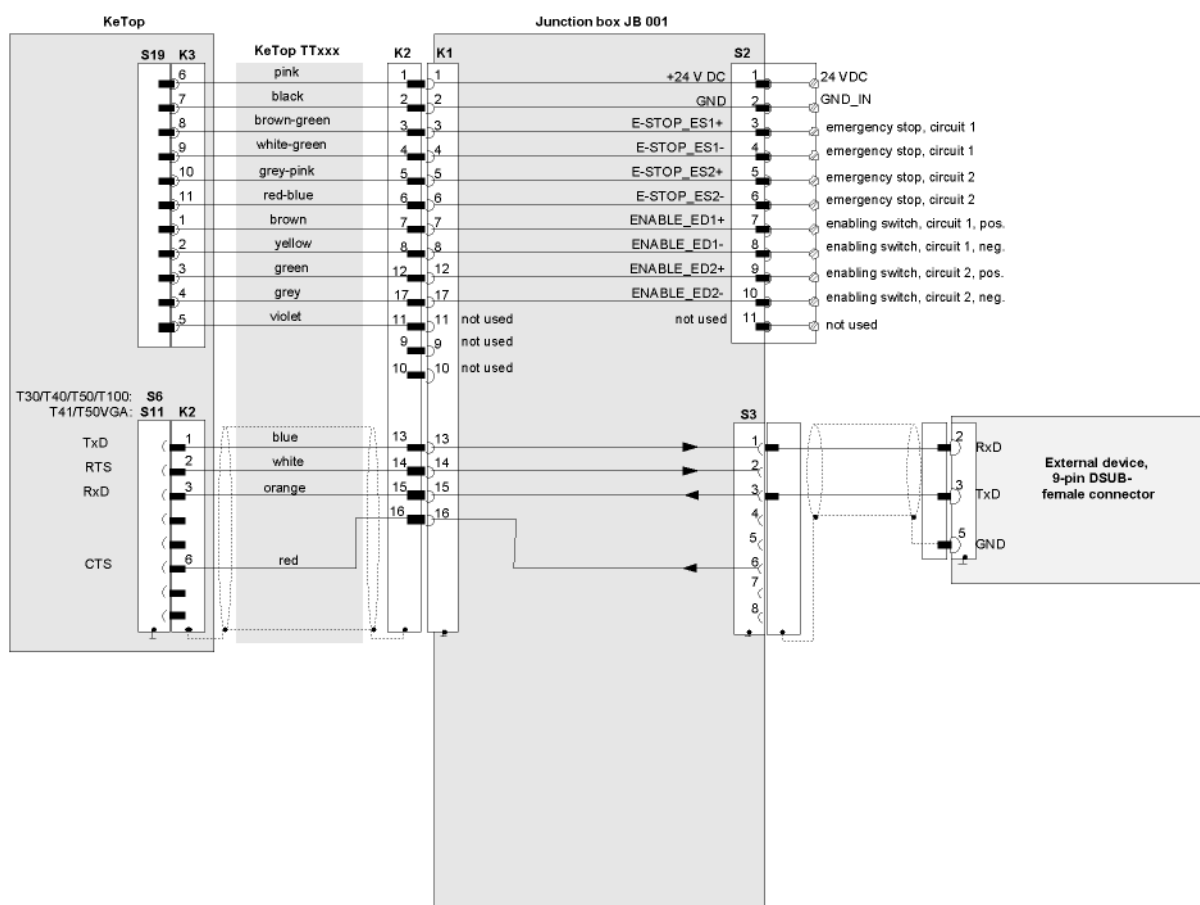 KeTop Junction box JB 001
S19 K3 KeTop TTxxx K2 K1 S2
6 pink 1 1 +24 V DC 1 24 VDC
7 black 2 2 GND 2 GND_IN
8 brown-green 3 3 E-STOP_ES1+ 3 emergency stop, circuit 1
9 white-green 4 4 E-STOP_ES1- 4 emergency stop, circuit 1
10 grey-pink 5 5 E-STOP_ES2+ 5 emergency stop, circuit 2
11 red-blue 6 6 E-STOP_ES2- 6 emergency stop, circuit 2
1 brown 7 7 ENABLE_ED1+ 7 enabling switch, circuit 1, pos.
2 yellow 8 8 ENABLE_ED1- 8 enabling switch, circuit 1, neg.
3 green 12 12 ENABLE_ED2+ 9 enabling switch, circuit 2, pos.
4 grey 17 17 ENABLE_ED2- 10 enabling switch, circuit 2, neg.
5 violet 11 11 not used not used 11 not used
9 9 not used
10 10 not used
T30/T40/T50/T100: S6
T41/T50VGA: S11 K2 S3
TxD 1 blue 13 13 1 2 RxD
RTS 2 white 14 14 2
RxD 3 orange 15 15 3 3 TxD
16 16 4
5 5 GND
CTS 6 red 6
7
8
External device,
9-pin DSUB-
female connector